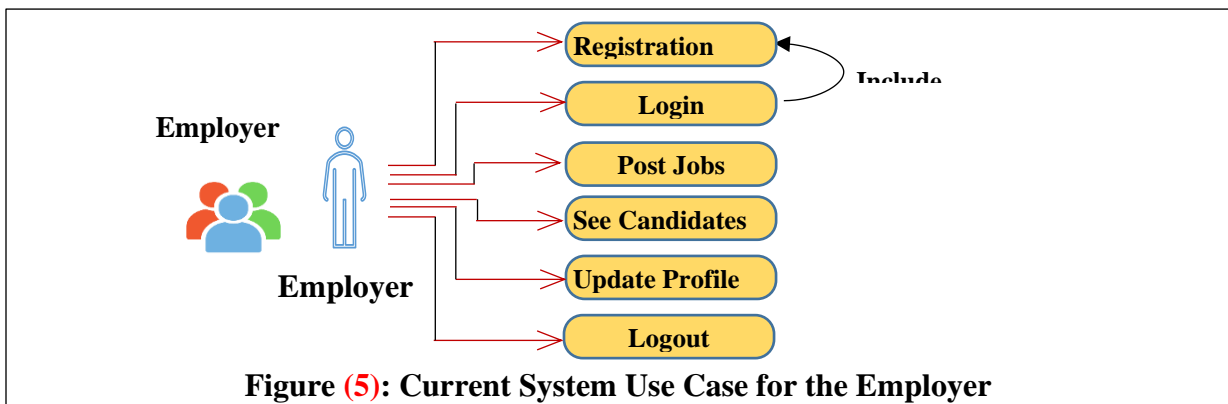 Registration
Include
Login
Employer
Post Jobs
See Candidates
Employer
Update Profile
Logout
Figure (5): Current System Use Case for the Employer